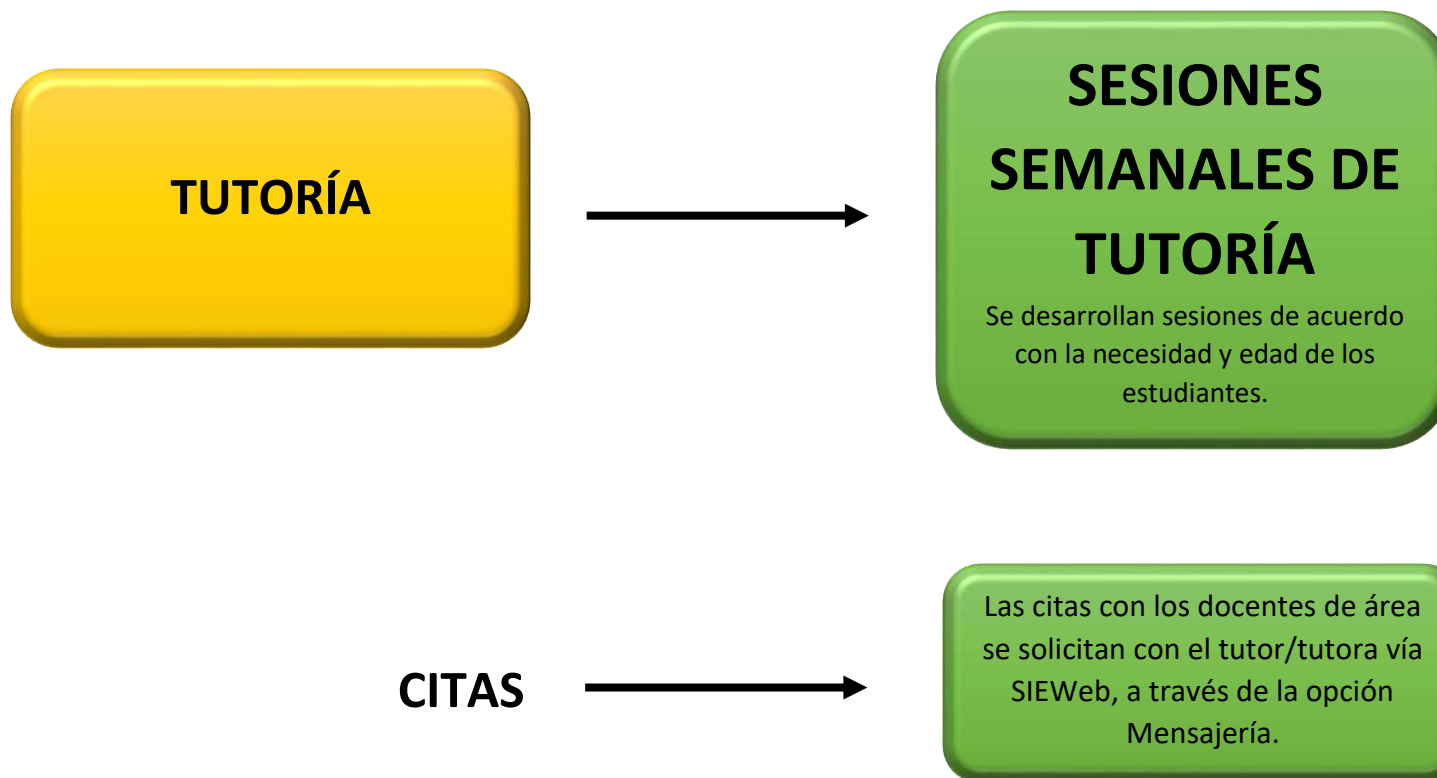 TUTORÍA
SESIONES
SEMANALES DE
TUTORÍA
Se desarrollan sesiones de acuerdo
con la necesidad y edad de los
estudiantes.
CITAS
Las citas con los docentes de área
se solicitan con el tutor/tutora vía
SIEWeb, a través de la opción
Mensajería.